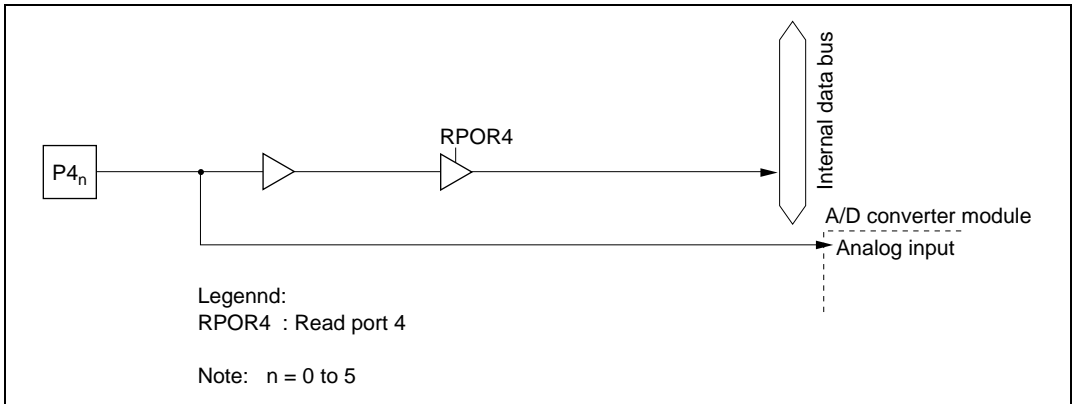 RPOR4
P4n
Internal data bus
A/D converter module
Analog input
Legennd:
RPOR4 : Read port 4
Note: n = 0 to 5